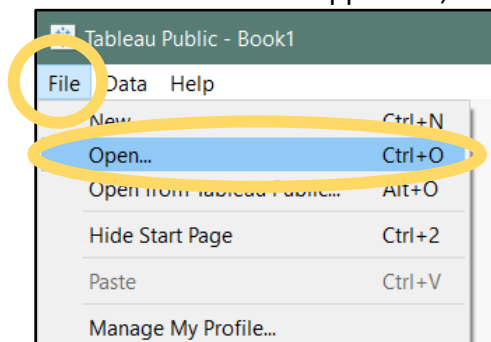 Tableau Public - Book1
File Data Help
New Ctrl+N
Open... Ctrl+O
Open from Tableau Public... Alt+O
Hide Start Page Ctrl+2
Paste Ctrl+V
Manage My Profile...